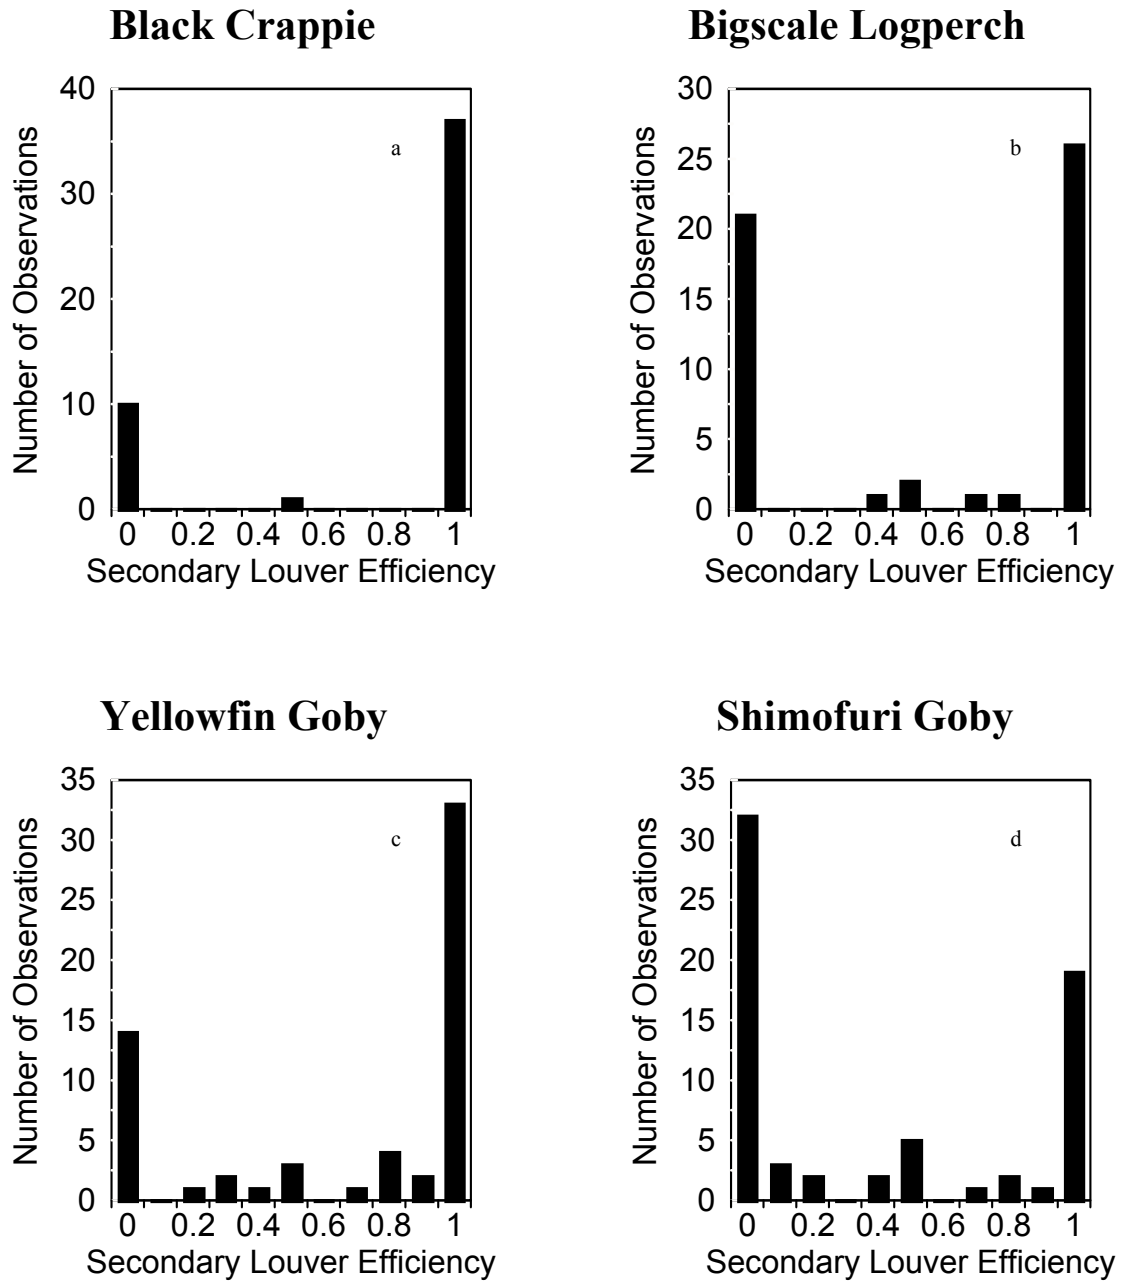 Black Crappie
Bigscale Logperch
40
30
20
10
0
Number of Observations
a
0 0.2 0.4 0.6 0.8 1
Secondary Louver Efficiency
30
25
20
15
10
5
0
Number of Observations
b
0 0.2 0.4 0.6 0.8 1
Secondary Louver Efficiency
Yellowfin Goby
Shimofuri Goby
35
30
25
20
15
10
5
0
Number of Observations
c
0 0.2 0.4 0.6 0.8 1
Secondary Louver Efficiency
35
30
25
20
15
10
5
0
Number of Observations
d
0 0.2 0.4 0.6 0.8 1
Secondary Louver Efficiency